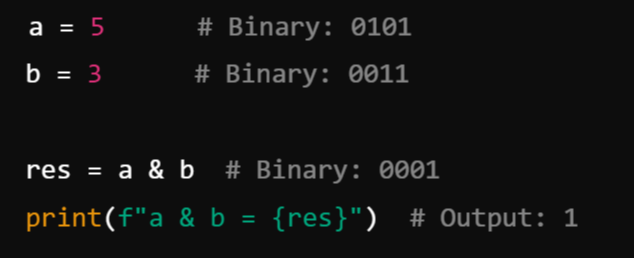 a = 5      # Binary: 0101
b = 3      # Binary: 0011
res = a & b  # Binary: 0001
print(f"a & b = {res}")  # Output: 1